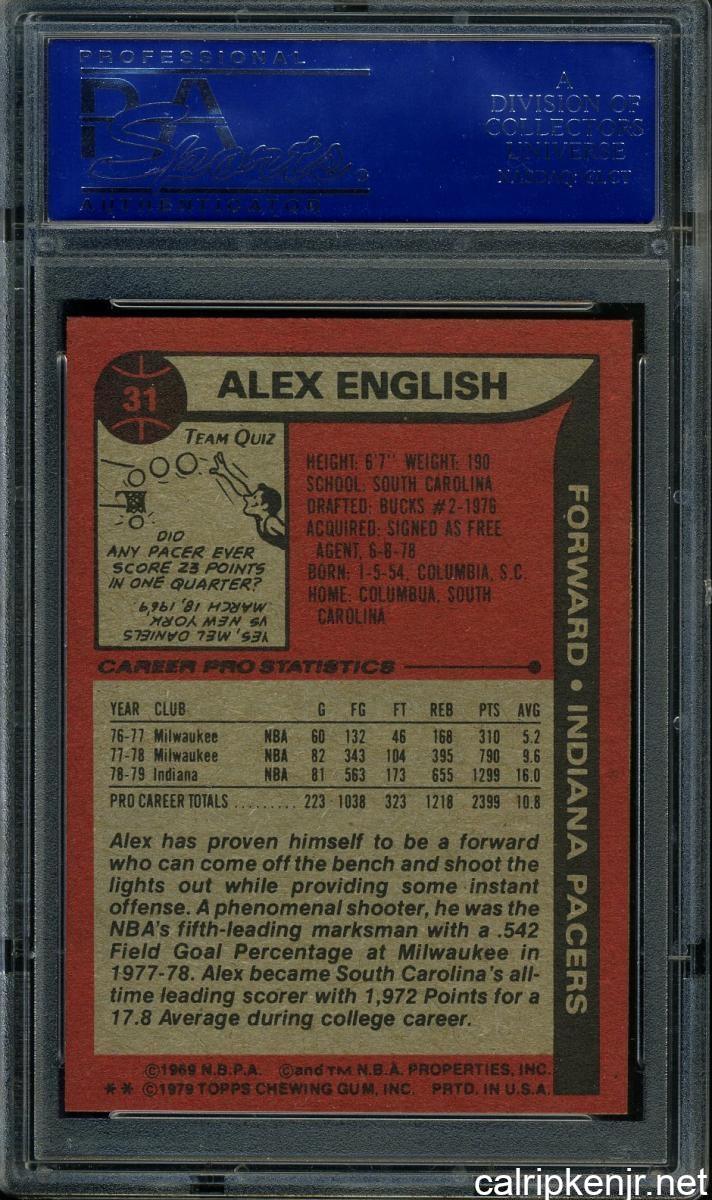 PROFESSIONAL
PSA
Sports
AUTHENTICATOR
A
DIVISION OF
COLLECTORS
UNIVERSE
NASDAQ: CLCT
31
ALEX ENGLISH
TEAM QUIZ
DID
ANY PACER EVER
SCORE 23 POINTS
IN ONE QUARTER?
YES, MEL DANIELS
VS NEW YORK
MARCH 18, 1969.
HEIGHT: 6'7" WEIGHT: 190
SCHOOL: SOUTH CAROLINA
DRAFTED: BUCKS #2-1976
ACQUIRED: SIGNED AS FREE
AGENT, 6-8-78
BORN: 1-5-54, COLUMBIA, S.C.
HOME: COLUMBUA, SOUTH
CAROLINA
FORWARD • INDIANA PACERS
CAREER PRO STATISTICS
YEAR CLUB G FG FT REB PTS AVG
76-77 Milwaukee NBA 60 132 46 168 310 5.2
77-78 Milwaukee NBA 82 343 104 395 790 9.6
78-79 Indiana NBA 81 563 173 655 1299 16.0
PRO CAREER TOTALS ......... 223 1038 323 1218 2399 10.8
Alex has proven himself to be a forward
who can come off the bench and shoot the
lights out while providing some instant
offense. A phenomenal shooter, he was the
NBA's fifth-leading marksman with a .542
Field Goal Percentage at Milwaukee in
1977-78. Alex became South Carolina's all-
time leading scorer with 1,972 Points for a
17.8 Average during college career.
©1969 N.B.P.A. ©and TM N.B.A. PROPERTIES, INC.
** ©1979 TOPPS CHEWING GUM, INC. PRTD. IN U.S.A.
calripkenjr.net